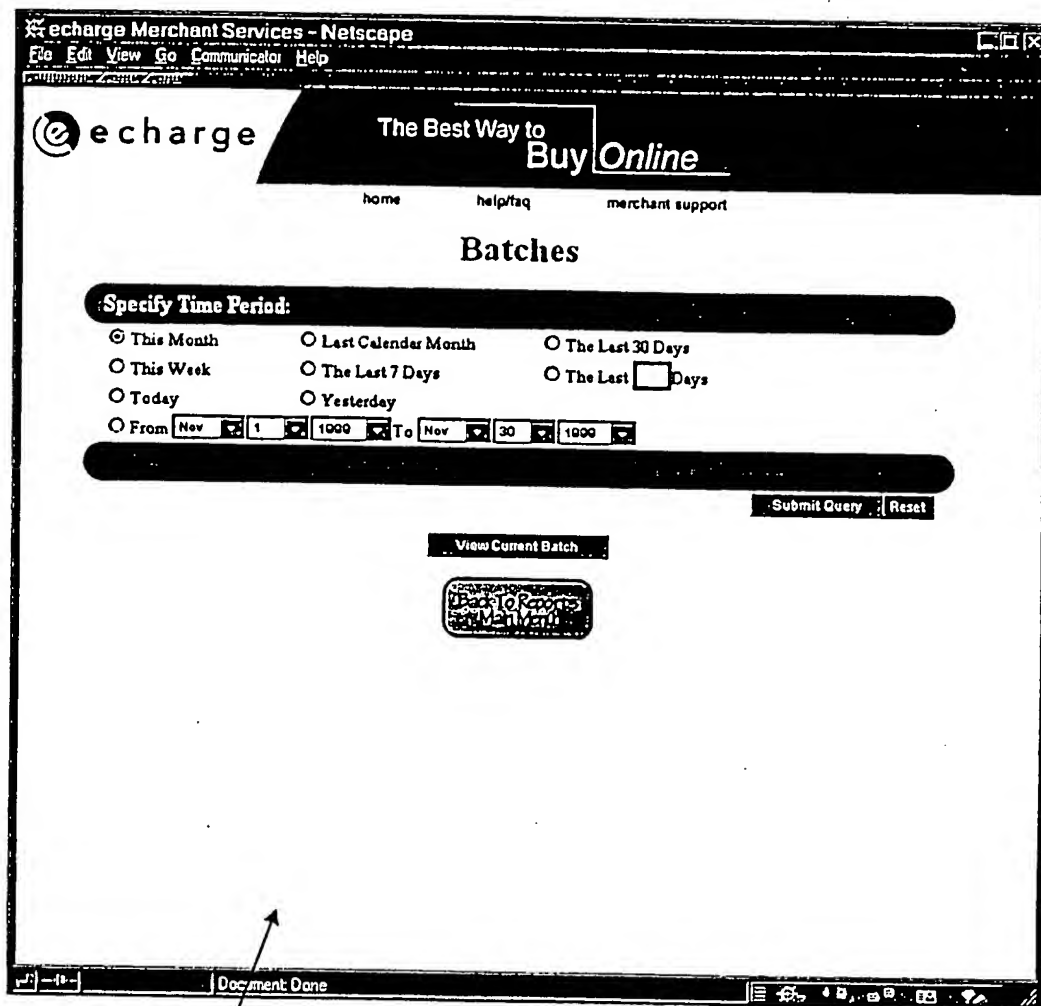 echarge Merchant Services - Netscape
File Edit View Go Communicator Help
echarge
The Best Way to
Buy Online
home help/faq merchant support
Batches
Specify Time Period:
This Month Last Calendar Month The Last 30 Days
This Week The Last 7 Days The Last Days
Today Yesterday
From Nov 1 1999 To Nov 30 1999
Submit Query Reset
View Current Batch
Back To Reports
Main Menu
Document: Done